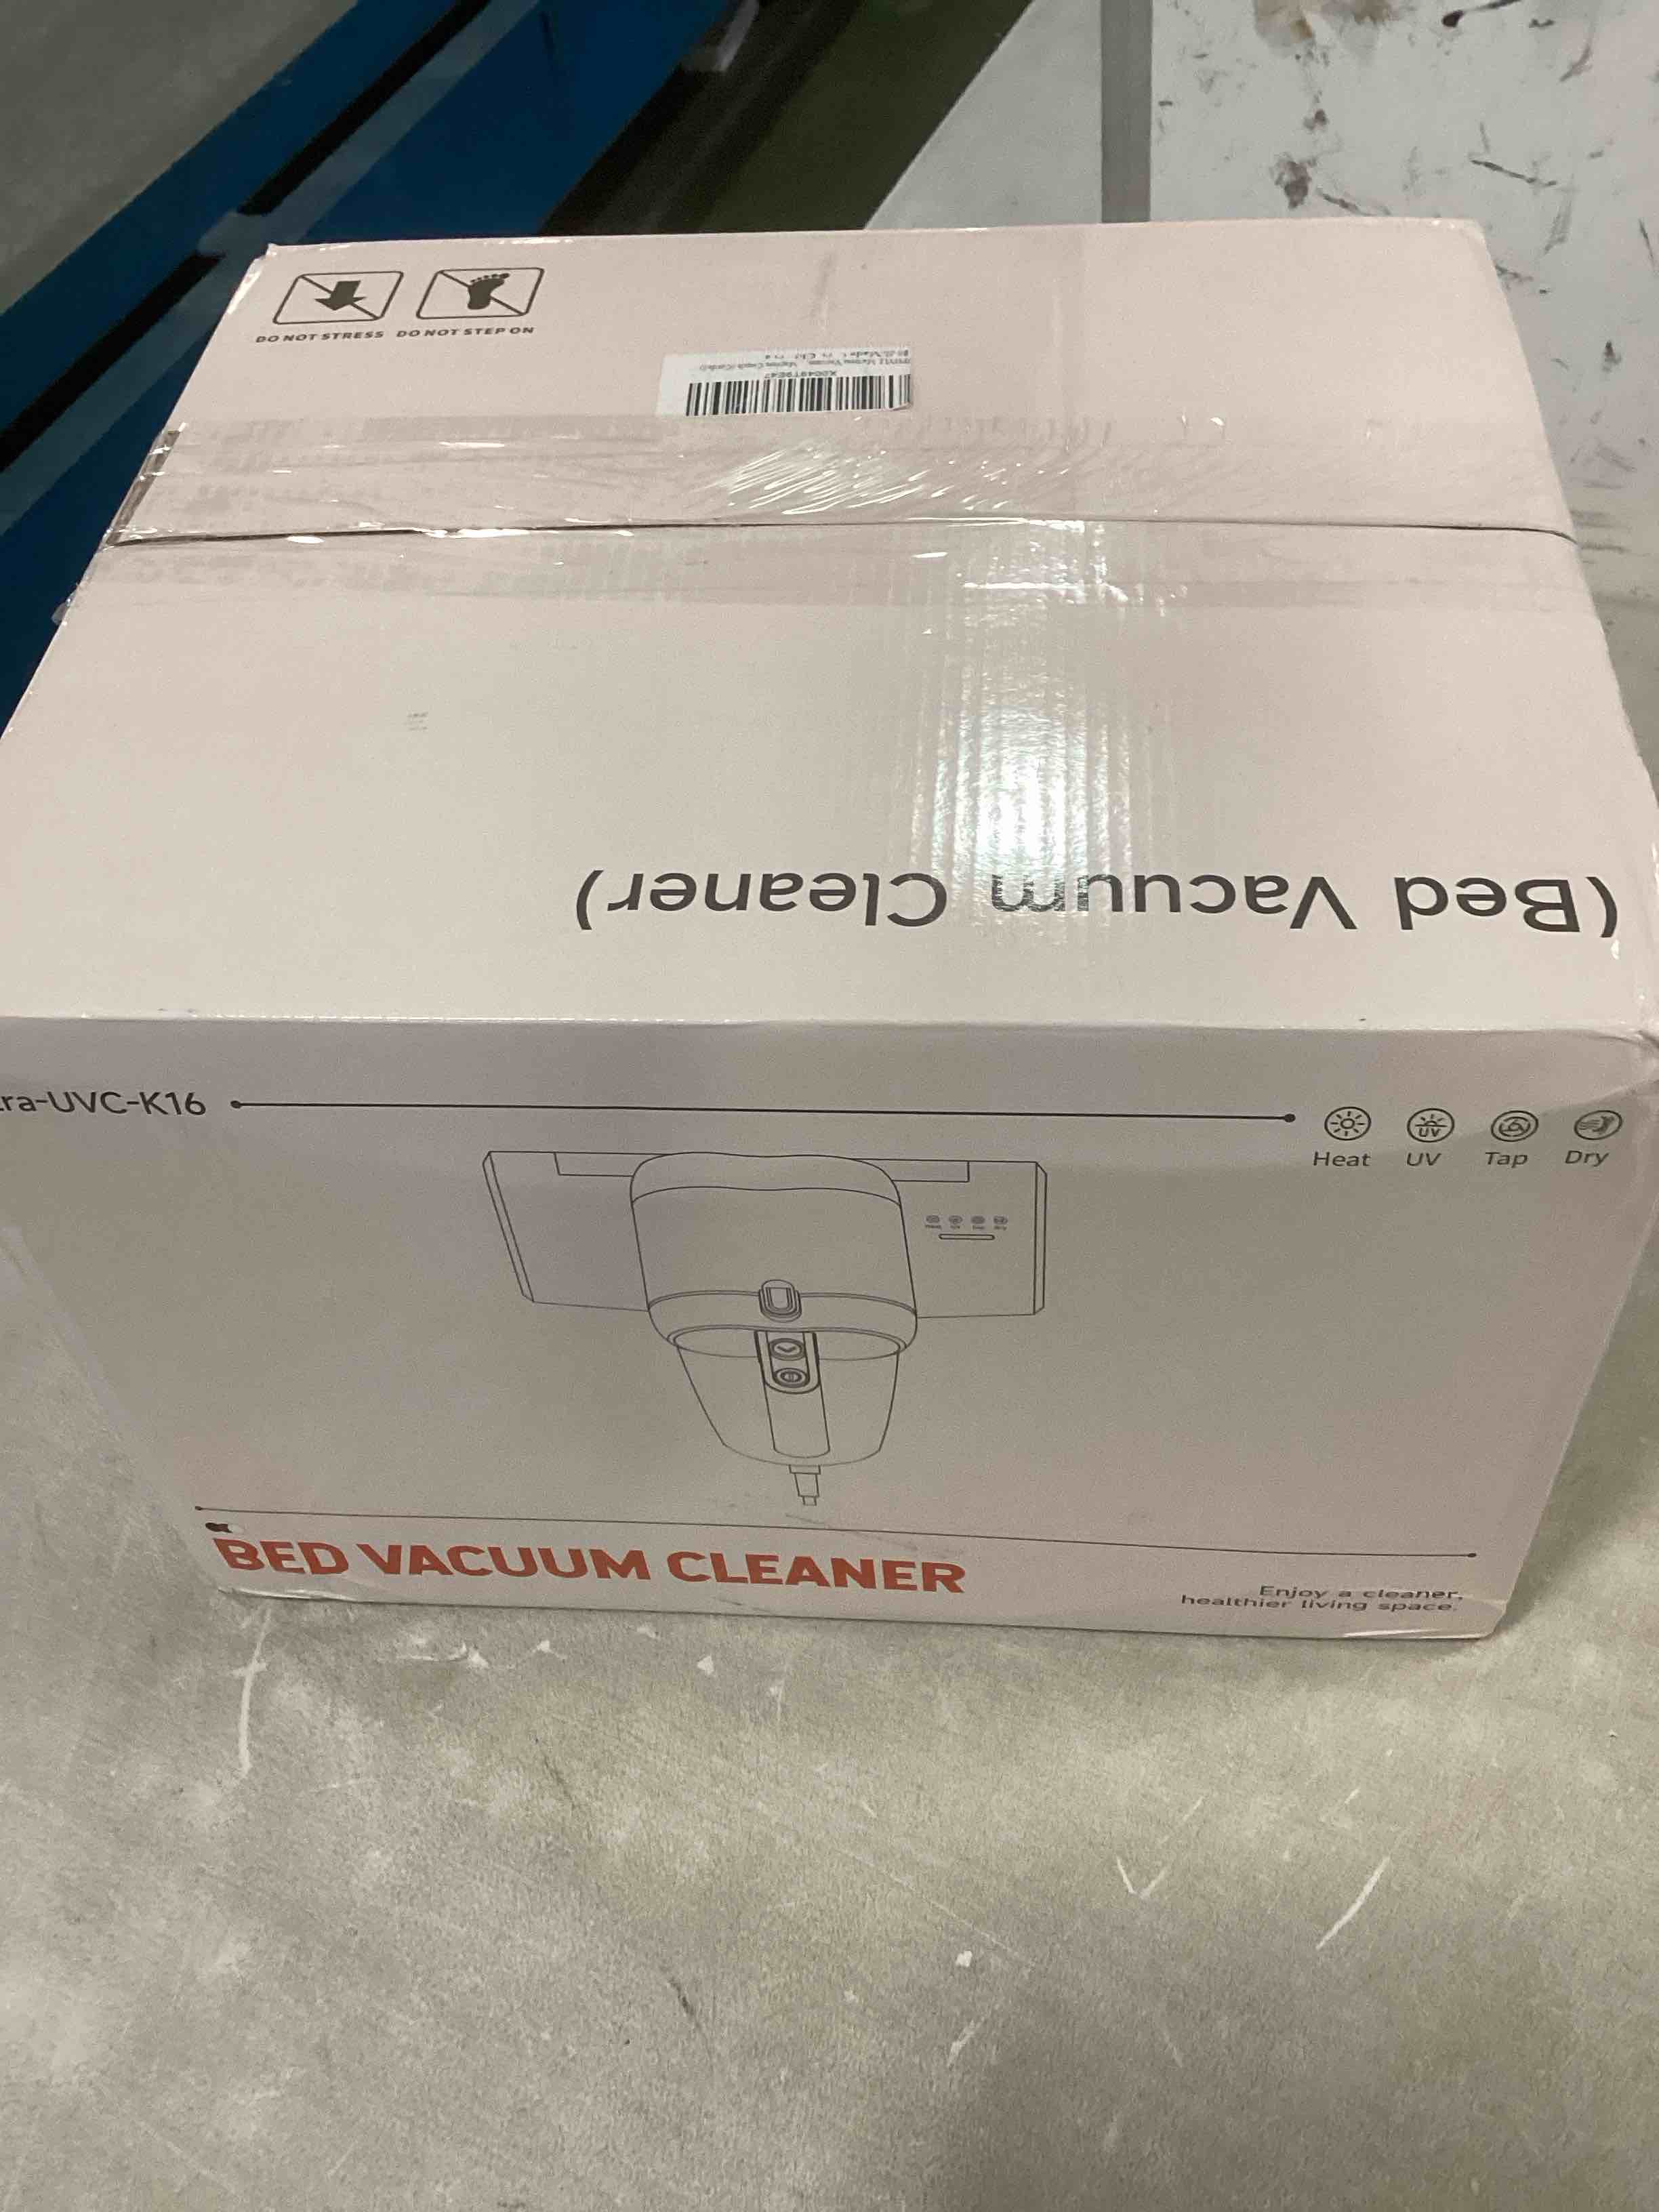 DO NOT STRESS DO NOT STEP ON
X0049T9E47
(Bed Vacuum Cleaner)
ra-UVC-K16
Heat UV Tap Dry
BED VACUUM CLEANER
Enjoy a cleaner,
healthier living space.